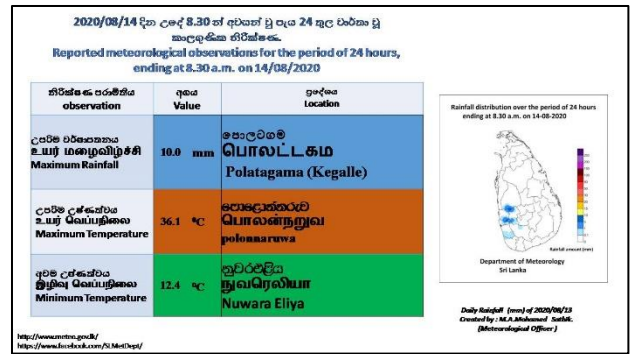 2020/08/14 දින උදේ 8.30 න් අවසන් වූ පැය 24 තුල වාර්තා වූ
කාලගුණික නිරීක්ෂණ.
Reported meteorological observations for the period of 24 hours,
ending at 8.30 a.m. on 14/08/2020
නිරීක්ෂණ පරාමිතිය
observation
අගය
Value
ප්‍රදේශය
Location
උපරිම වර්ෂාපතනය
உயர் மழைவீழ்ச்சி
Maximum Rainfall
10.0 mm
පොලටගම
பொலட்டகம
Polatagama (Kegalle)
උපරිම උෂ්ණත්වය
உயர் வெப்பநிலை
Maximum Temperature
36.1 °C
පොළොන්නරුව
பொலன்நறுவ
polonnaruwa
අවම උෂ්ණත්වය
இழிவு வெப்பநிலை
Minimum Temperature
12.4 °C
නුවරඑළිය
நுவரெலியா
Nuwara Eliya
Rainfall distribution over the period of 24 hours
ending at 8.30 a.m. on 14-08-2020
Rainfall amount (mm)
Department of Meteorology
Sri Lanka
Daily Rainfall (mm) of 2020/08/13
Created by : M.A.Mohamed Sathik.
(Meteorological Officer )
http://www.meteo.gov.lk/
https://www.facebook.com/SLMetDept/